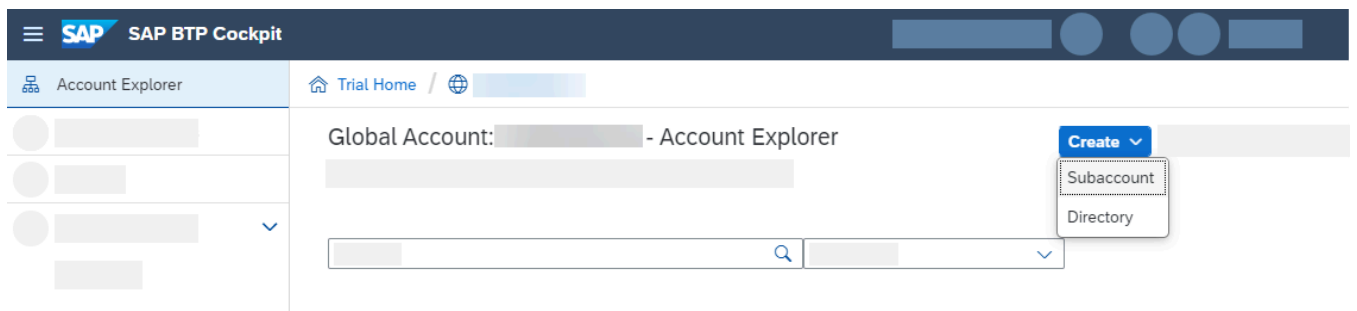 SAP SAP BTP Cockpit
Account Explorer
Trial Home /
Global Account: - Account Explorer
Create
Subaccount
Directory